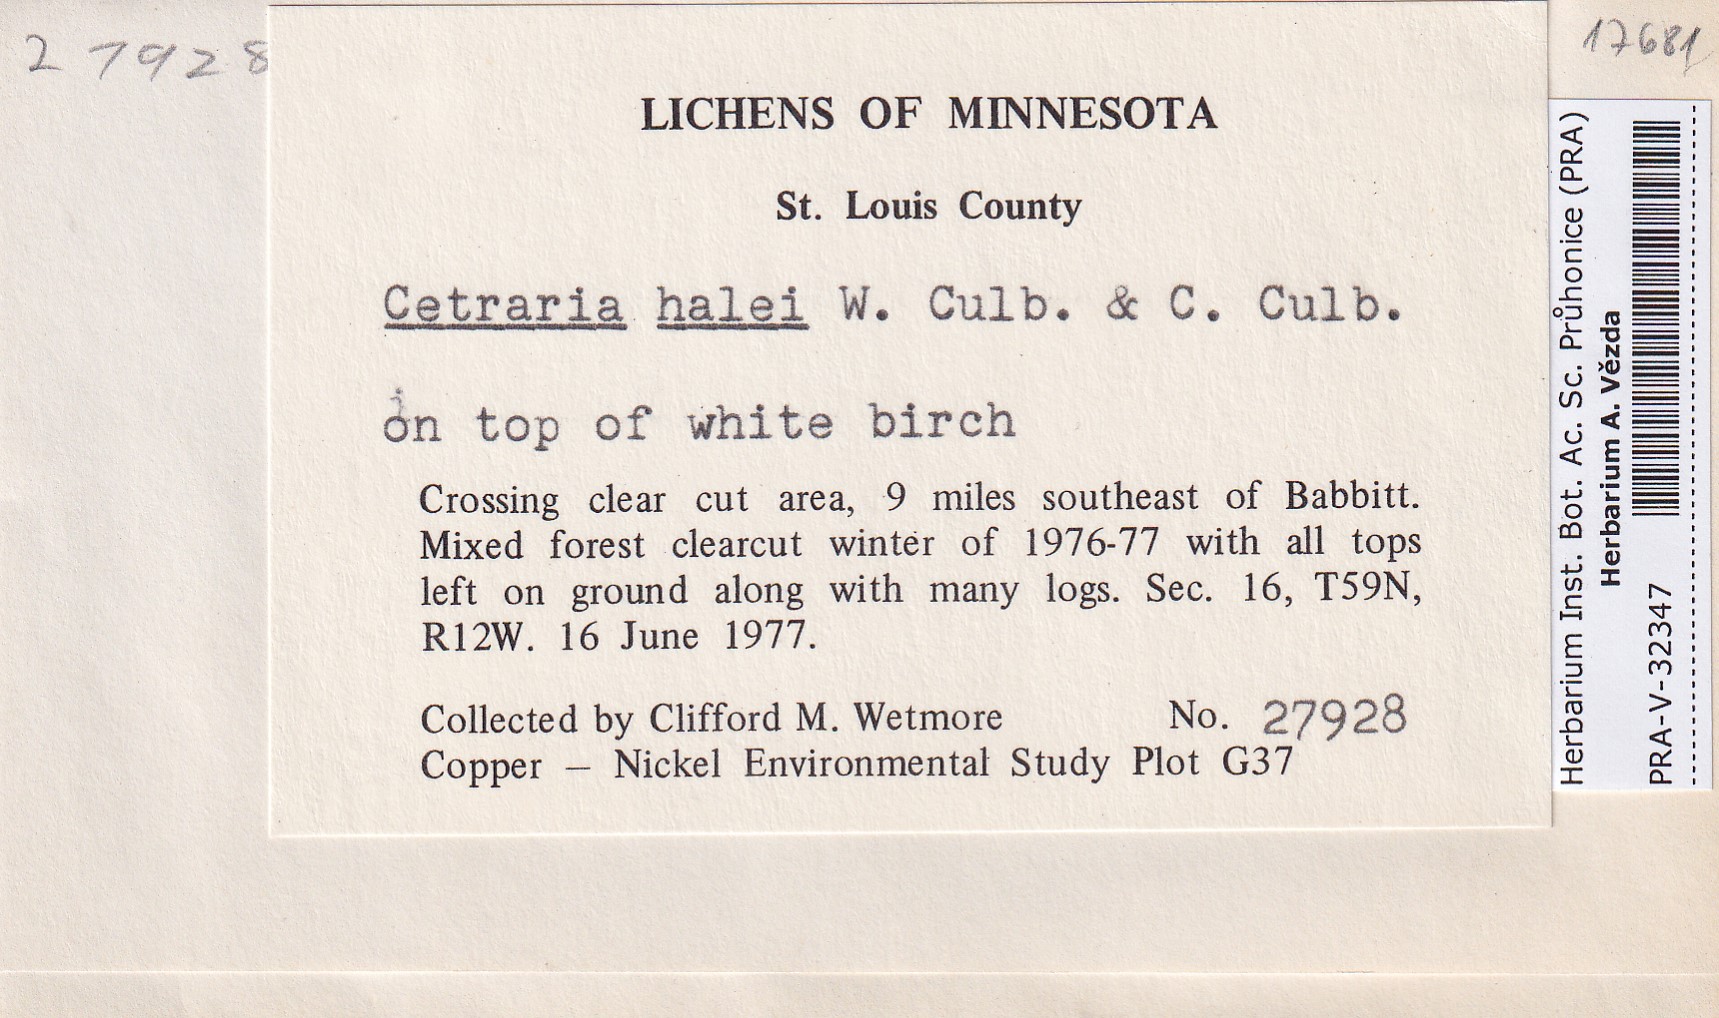 27928
17681
LICHENS OF MINNESOTA
St. Louis County
Cetraria halei W. Culb. & C. Culb.
on top of white birch
Crossing clear cut area, 9 miles southeast of Babbitt.
Mixed forest clearcut winter of 1976-77 with all tops
left on ground along with many logs. Sec. 16, T59N,
R12W. 16 June 1977.
Collected by Clifford M. Wetmore No. 27928
Copper – Nickel Environmental Study Plot G37
Herbarium Inst. Bot. Ac. Sc. Průhonice (PRA)
Herbarium A. Vězda
PRA-V-32347